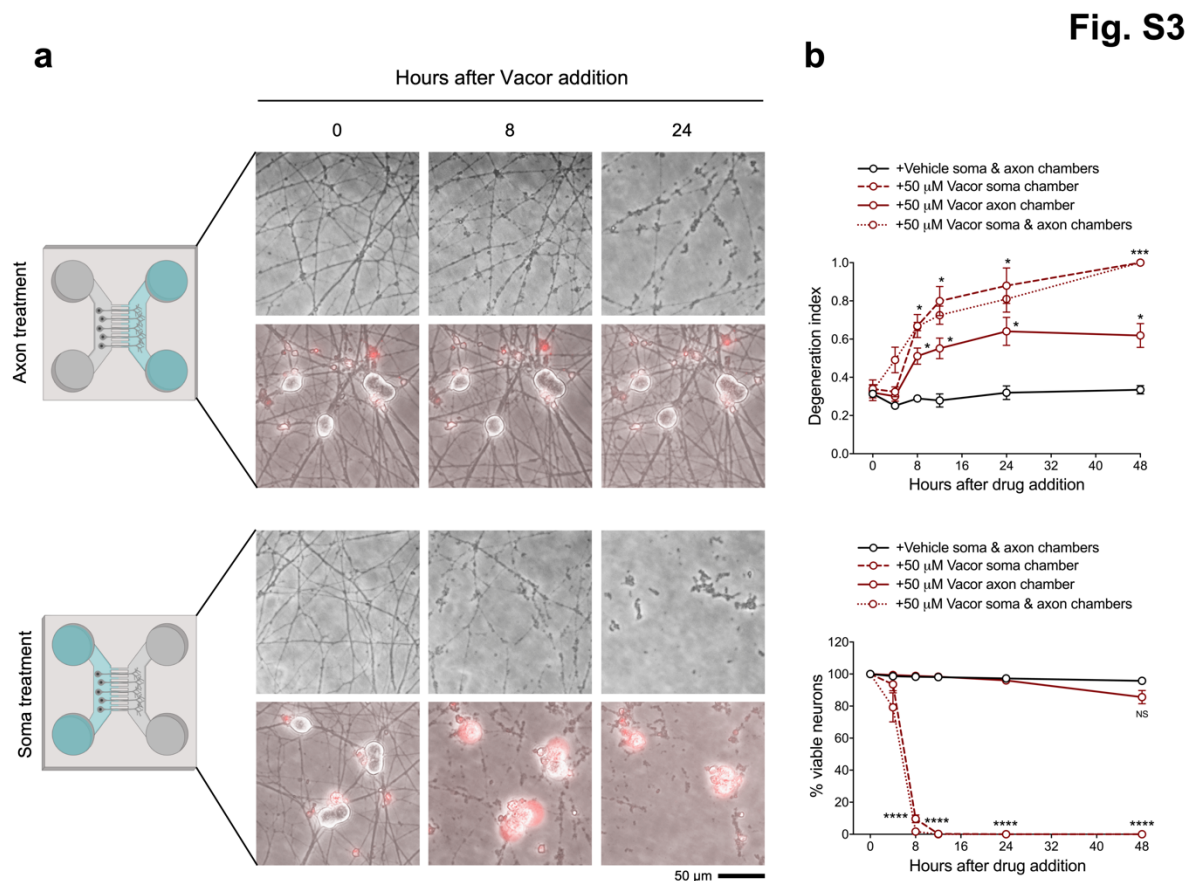 Fig. S3
a
Hours after Vacor addition
0 8 24
Axon treatment
Soma treatment
50 µm
b
+Vehicle soma & axon chambers
+50 µM Vacor soma chamber
+50 µM Vacor axon chamber
+50 µM Vacor soma & axon chambers
Degeneration index
1.0
0.8
0.6
0.4
0.2
0.0
* * * *** * * * *
0 8 16 24 32 40 48
Hours after drug addition
+Vehicle soma & axon chambers
+50 µM Vacor soma chamber
+50 µM Vacor axon chamber
+50 µM Vacor soma & axon chambers
% viable neurons
120
100
80
60
40
20
0
NS
**** **** **** ****
0 8 16 24 32 40 48
Hours after drug addition